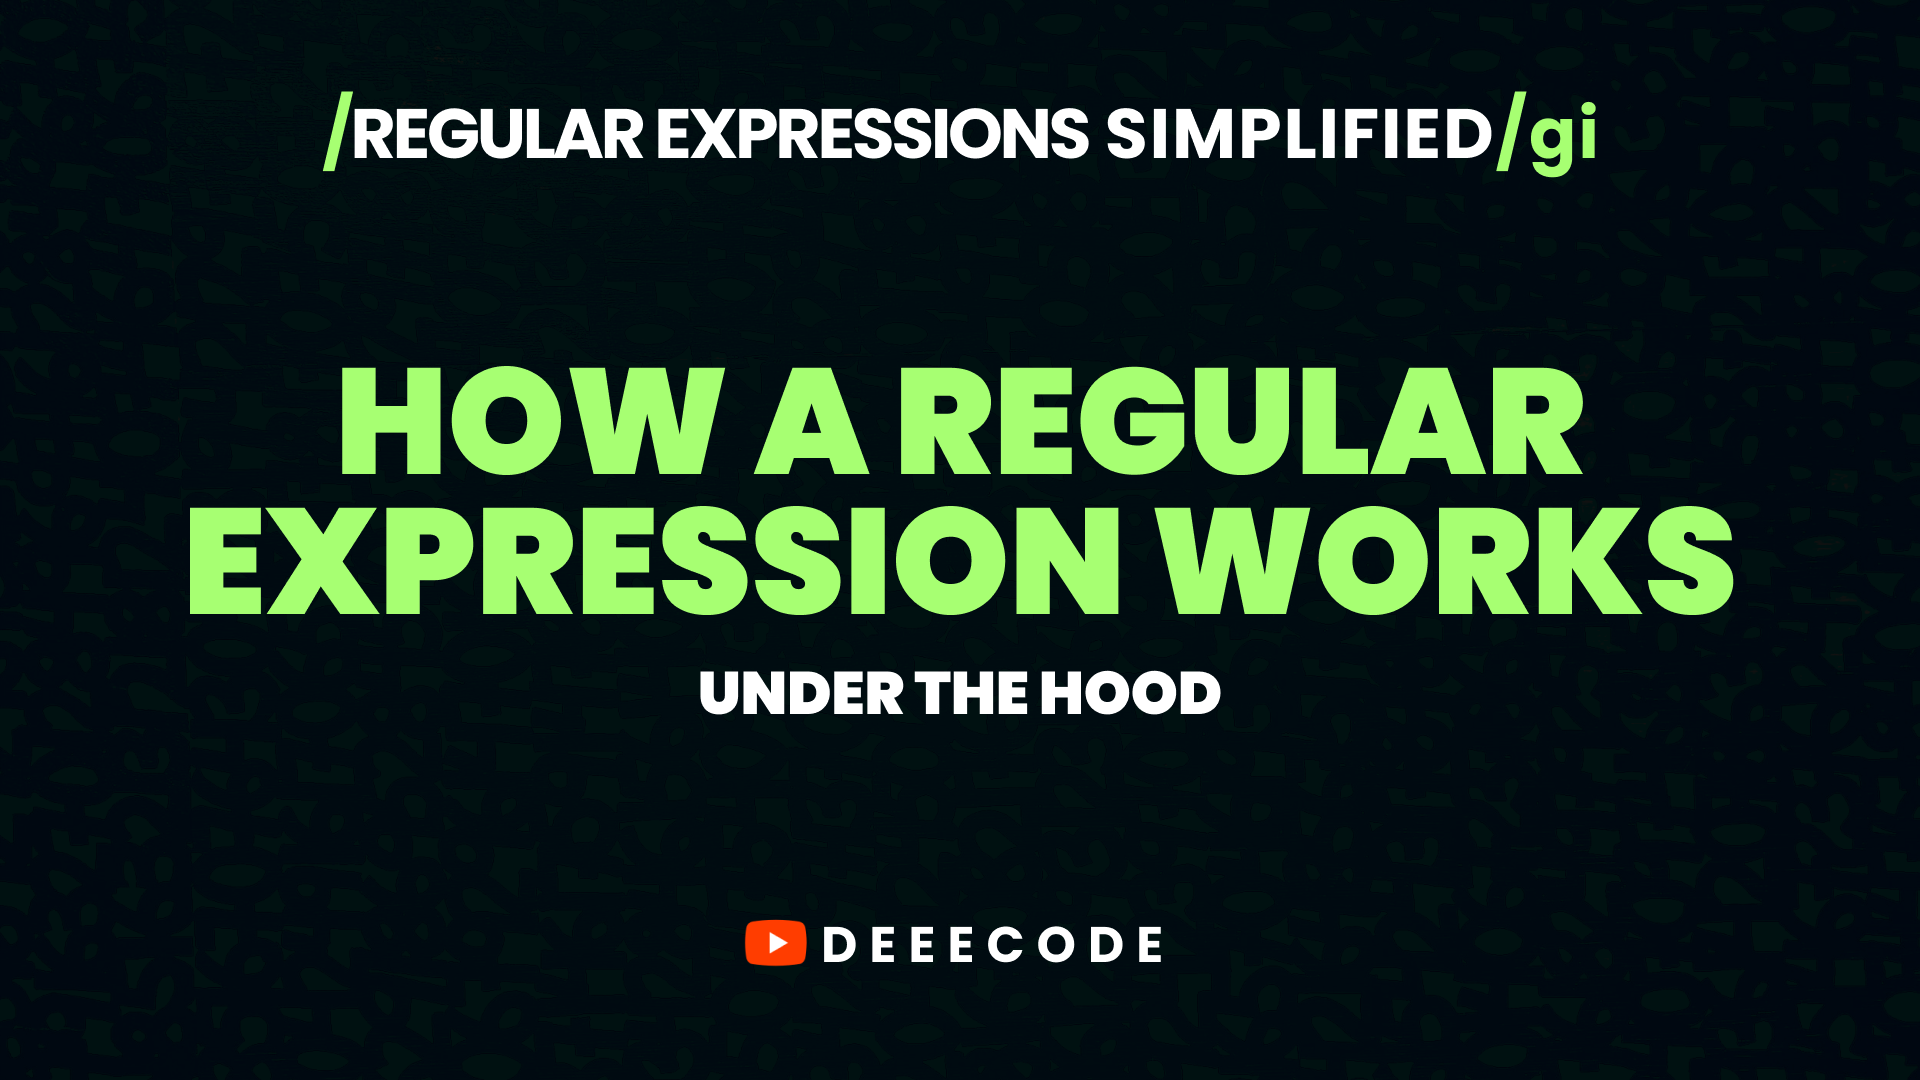 /REGULAR EXPRESSIONS SIMPLIFIED/gi
HOW A REGULAR
EXPRESSION WORKS
UNDER THE HOOD
DEEECODE